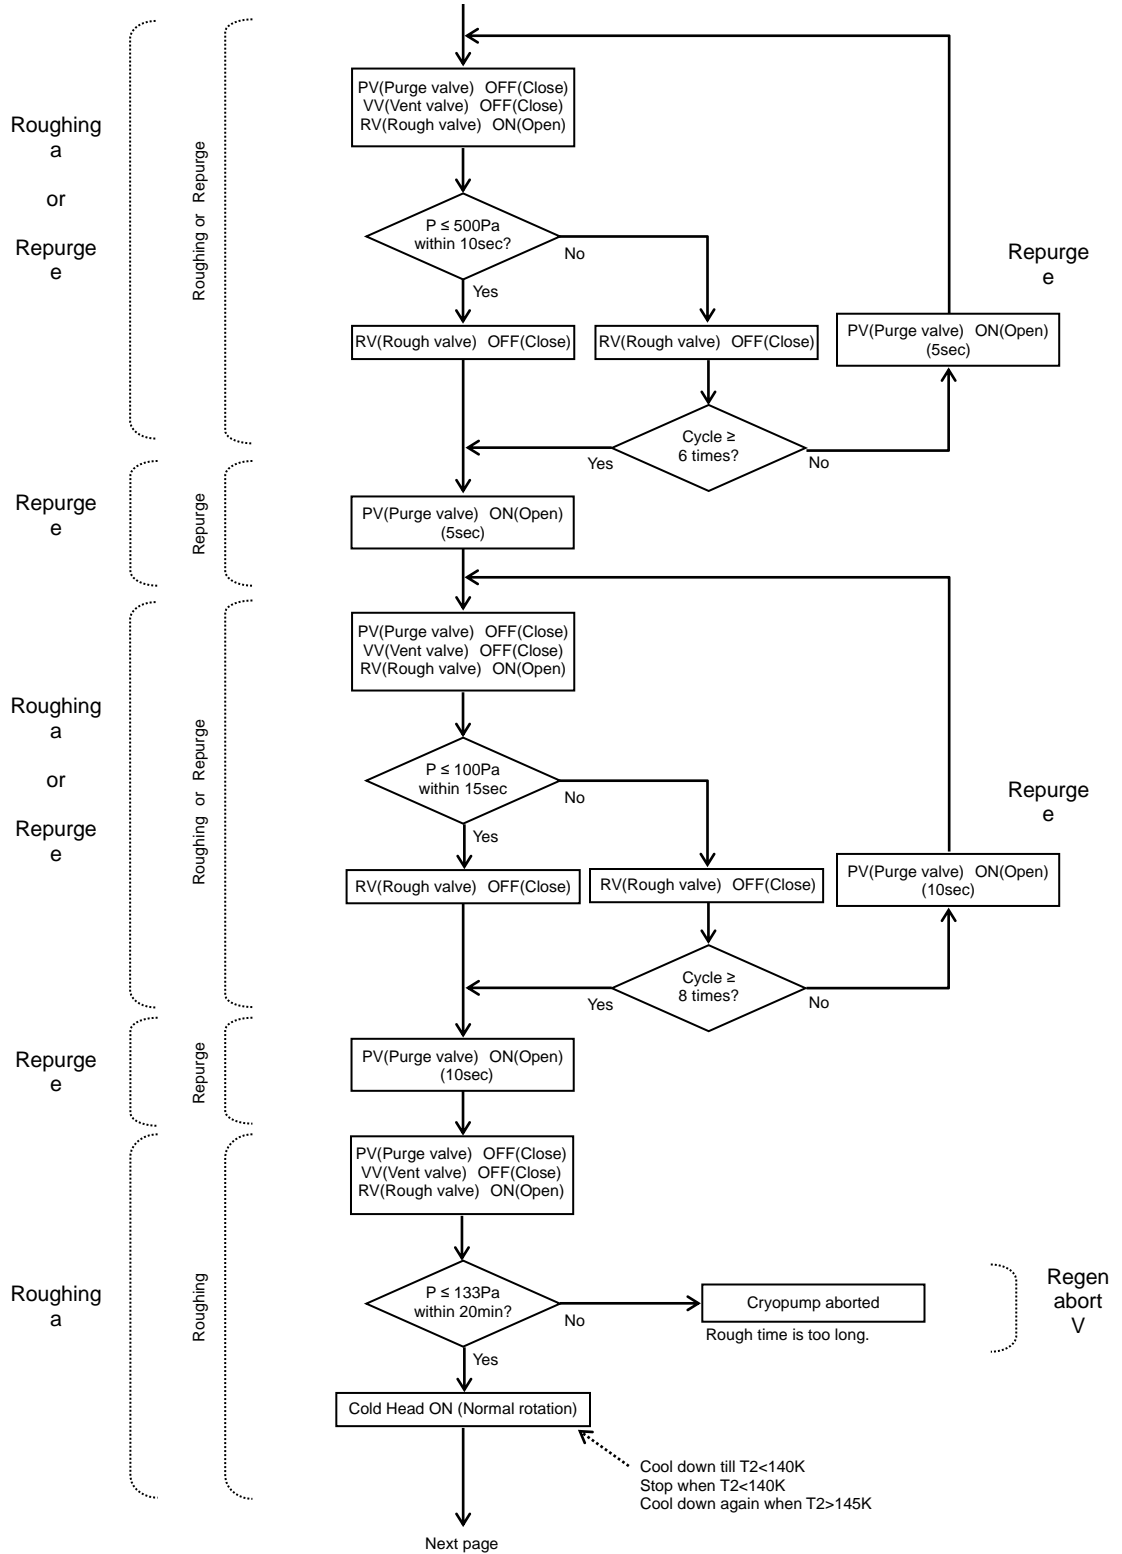 PV(Purge valve) OFF(Close)
VV(Vent valve) OFF(Close)
RV(Rough valve) ON(Open)
Roughing
a
or
Repurge
e
Roughing or Repurge
P ≤ 500Pa
within 10sec?
No
Yes
Repurge
e
RV(Rough valve) OFF(Close)
RV(Rough valve) OFF(Close)
PV(Purge valve) ON(Open)
(5sec)
Cycle ≥
6 times?
Yes
No
Repurge
e
Repurge
PV(Purge valve) ON(Open)
(5sec)
PV(Purge valve) OFF(Close)
VV(Vent valve) OFF(Close)
RV(Rough valve) ON(Open)
Roughing
a
or
Repurge
e
Roughing or Repurge
P ≤ 100Pa
within 15sec
No
Yes
Repurge
e
RV(Rough valve) OFF(Close)
RV(Rough valve) OFF(Close)
PV(Purge valve) ON(Open)
(10sec)
Cycle ≥
8 times?
Yes
No
Repurge
e
Repurge
PV(Purge valve) ON(Open)
(10sec)
PV(Purge valve) OFF(Close)
VV(Vent valve) OFF(Close)
RV(Rough valve) ON(Open)
Roughing
a
Roughing
P ≤ 133Pa
within 20min?
No
Yes
Cryopump aborted
Rough time is too long.
Regen
abort
V
Cold Head ON (Normal rotation)
Cool down till T2<140K
Stop when T2<140K
Cool down again when T2>145K
Next page